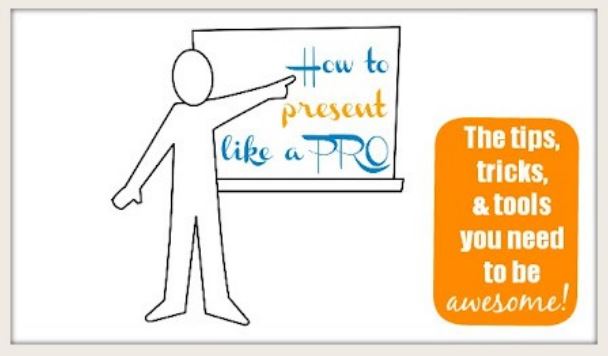 How to
present
like a PRO
The tips,
tricks,
& tools
you need
to be
awesome!